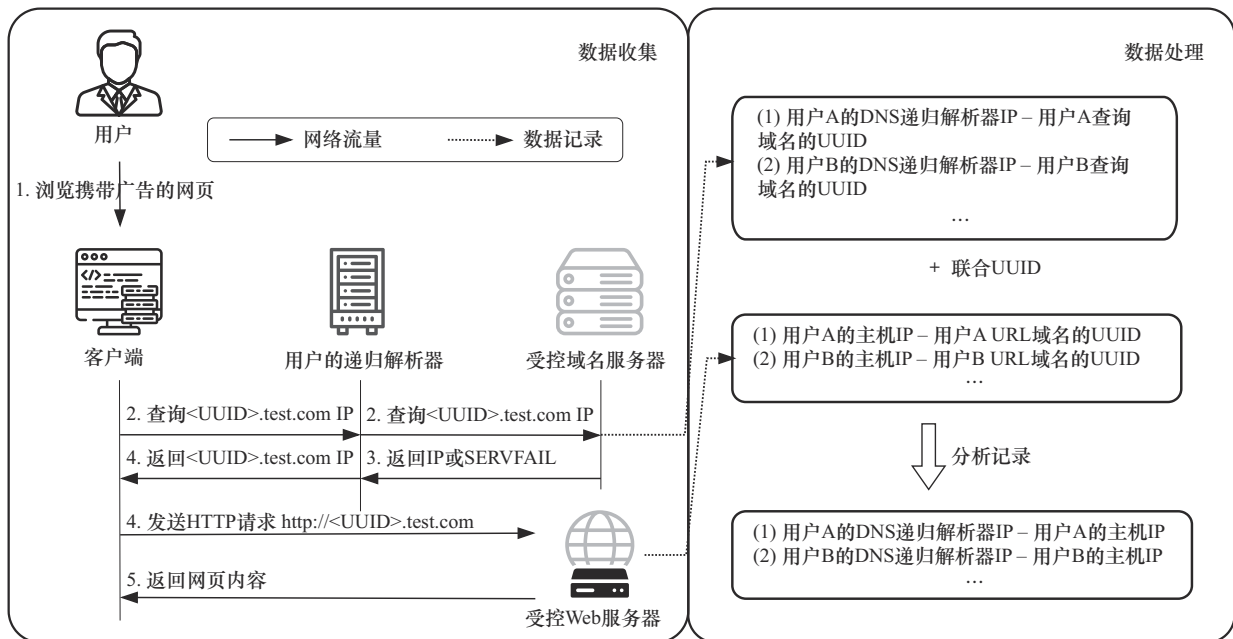 数据收集
用户
网络流量
数据记录
1. 浏览携带广告的网页
客户端
用户的递归解析器
受控域名服务器
2. 查询<UUID>.test.com IP
2. 查询<UUID>.test.com IP
4. 返回<UUID>.test.com IP
3. 返回IP或SERVFAIL
4. 发送HTTP请求 http://<UUID>.test.com
5. 返回网页内容
受控Web服务器
数据处理
(1) 用户A的DNS递归解析器IP – 用户A查询
域名的UUID
(2) 用户B的DNS递归解析器IP – 用户B查询
域名的UUID
…
+ 联合UUID
(1) 用户A的主机IP – 用户A URL域名的UUID
(2) 用户B的主机IP – 用户B URL域名的UUID
…
分析记录
(1) 用户A的DNS递归解析器IP – 用户A的主机IP
(2) 用户B的DNS递归解析器IP – 用户B的主机IP
…